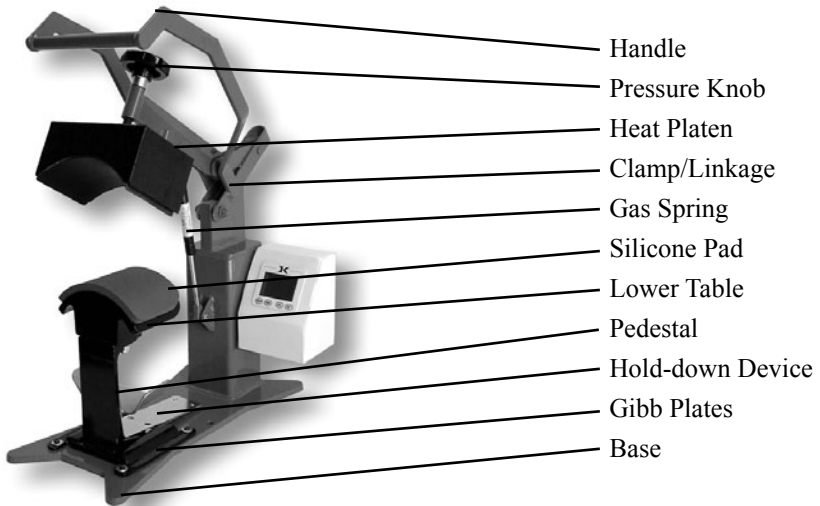 Handle
Pressure Knob
Heat Platen
Clamp/Linkage
Gas Spring
Silicone Pad
Lower Table
Pedestal
Hold-down Device
Gibb Plates
Base